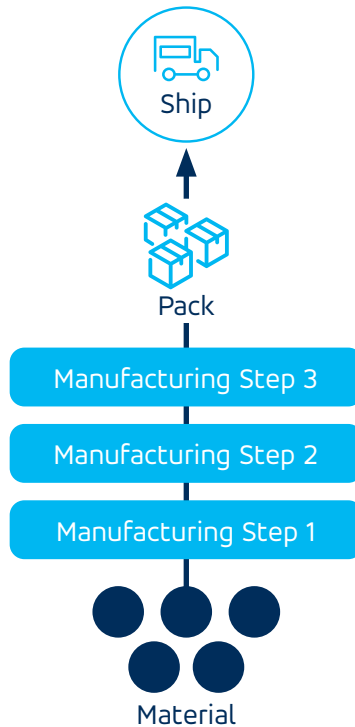 Ship
Pack
Manufacturing Step 3
Manufacturing Step 2
Manufacturing Step 1
Material